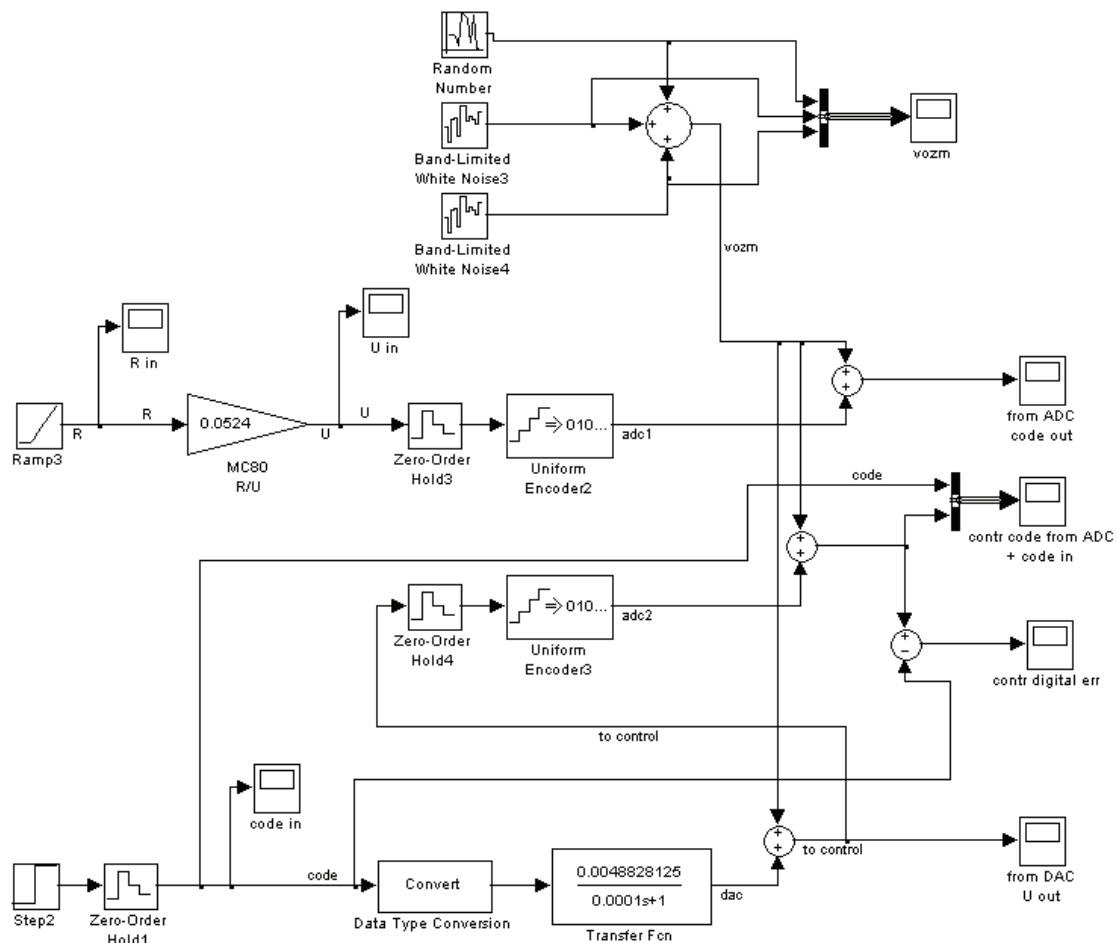 Random
Number
Band-Limited
White Noise3
Band-Limited
White Noise4
+
+
+
vozm
vozm
R in
U in
Ramp3
R
R
0.0524
MC80
R/U
U
U
Zero-Order
Hold3
010...
Uniform
Encoder2
adc1
+
+
from ADC
code out
code
contr code from ADC
+ code in
+
+
Zero-Order
Hold4
010...
Uniform
Encoder3
adc2
+
−
contr digital err
to control
code in
Step2
Zero-Order
Hold1
code
Convert
Data Type Conversion
0.0048828125
0.0001s+1
Transfer Fcn
dac
+
+
to control
from DAC
U out